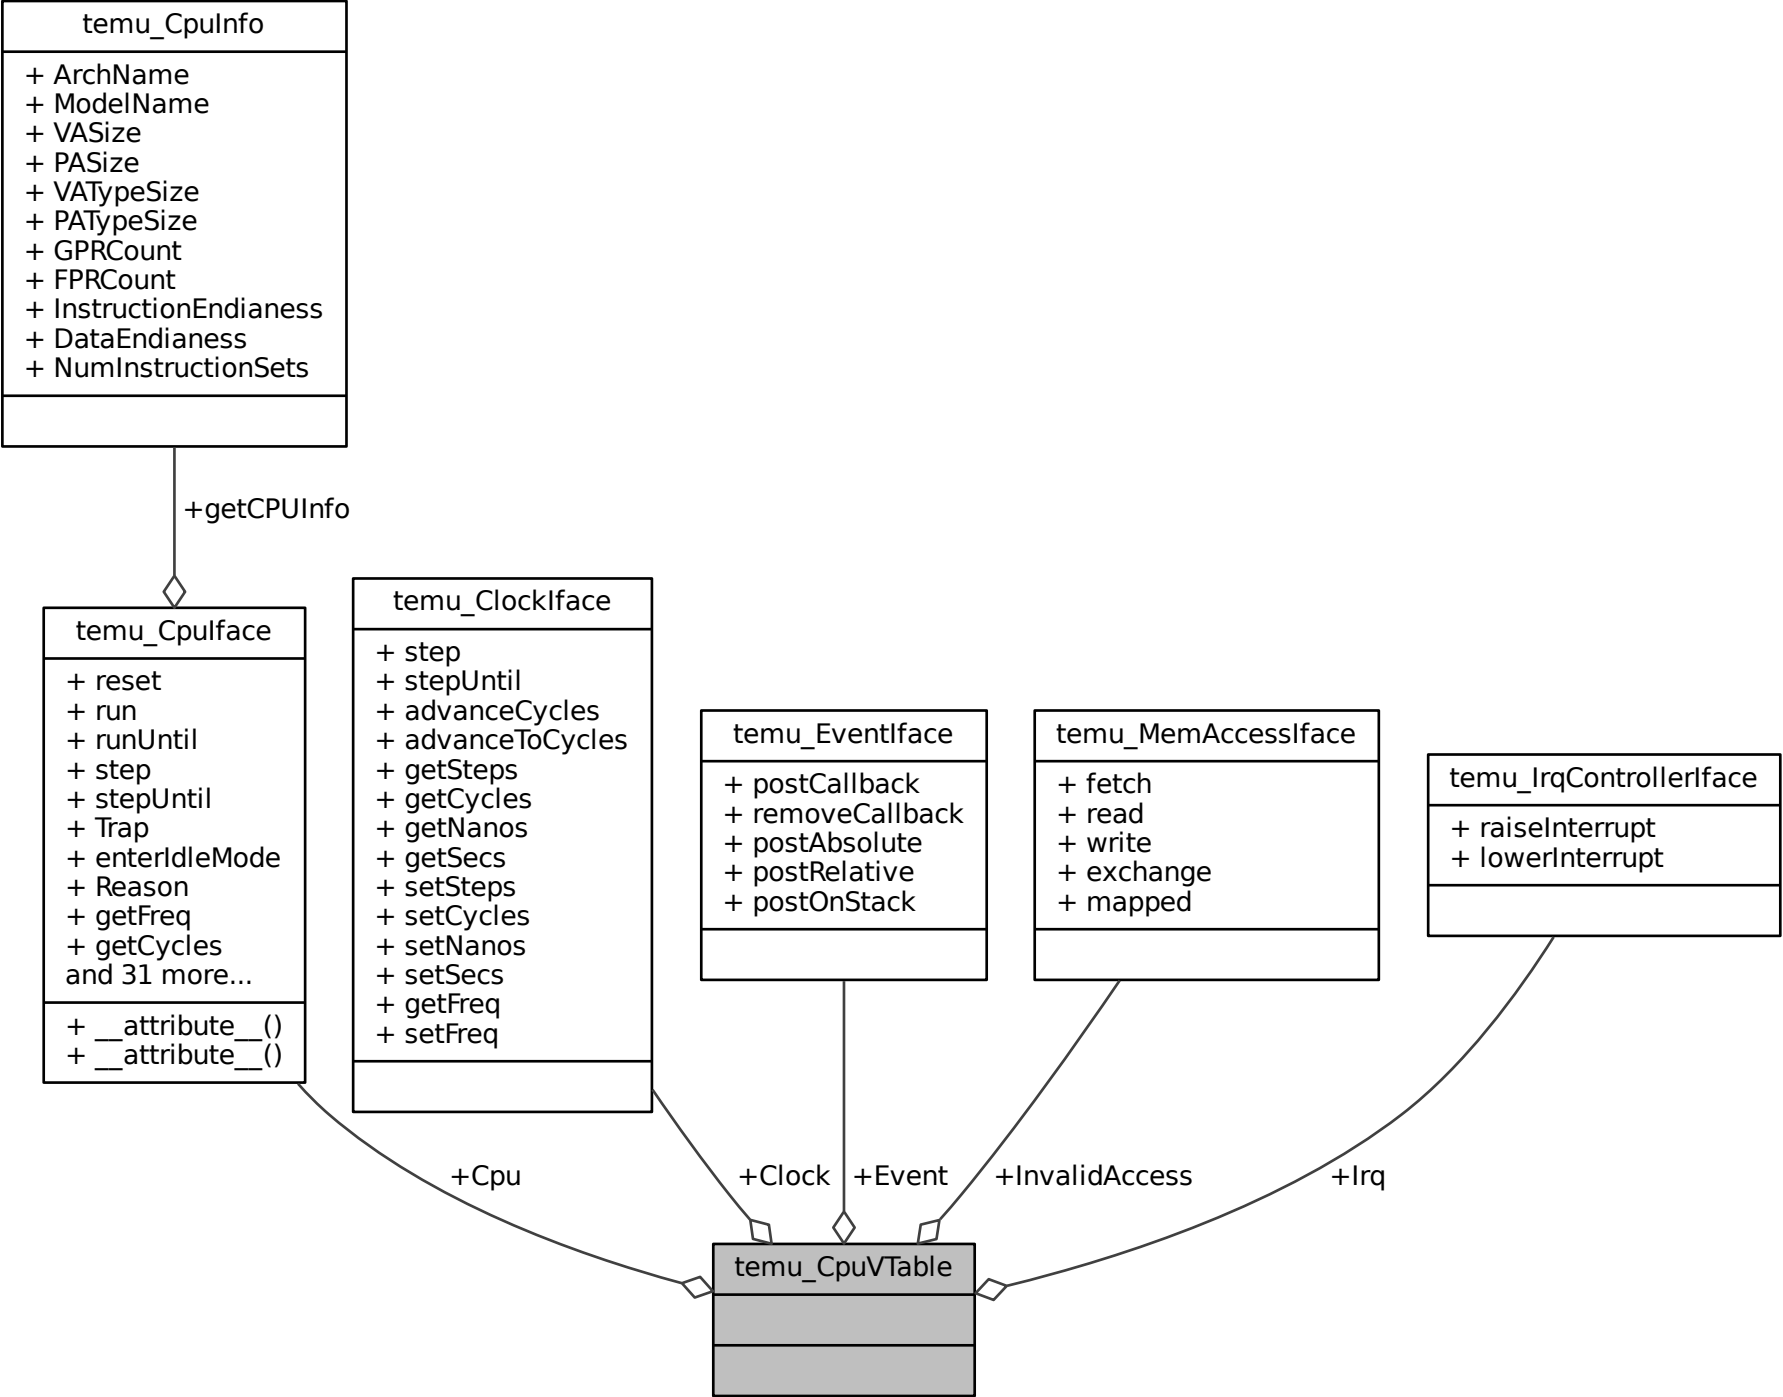 temu_CpuInfo
+ ArchName
+ ModelName
+ VASize
+ PASize
+ VATypeSize
+ PATypeSize
+ GPRCount
+ FPRCount
+ InstructionEndianess
+ DataEndianess
+ NumInstructionSets
+getCPUInfo
temu_CpuIface
+ reset
+ run
+ runUntil
+ step
+ stepUntil
+ Trap
+ enterIdleMode
+ Reason
+ getFreq
+ getCycles
and 31 more...
+ __attribute__()
+ __attribute__()
temu_ClockIface
+ step
+ stepUntil
+ advanceCycles
+ advanceToCycles
+ getSteps
+ getCycles
+ getNanos
+ getSecs
+ setSteps
+ setCycles
+ setNanos
+ setSecs
+ getFreq
+ setFreq
temu_EventIface
+ postCallback
+ removeCallback
+ postAbsolute
+ postRelative
+ postOnStack
temu_MemAccessIface
+ fetch
+ read
+ write
+ exchange
+ mapped
temu_IrqControllerIface
+ raiseInterrupt
+ lowerInterrupt
+Cpu
+Clock
+Event
+InvalidAccess
+Irq
temu_CpuVTable